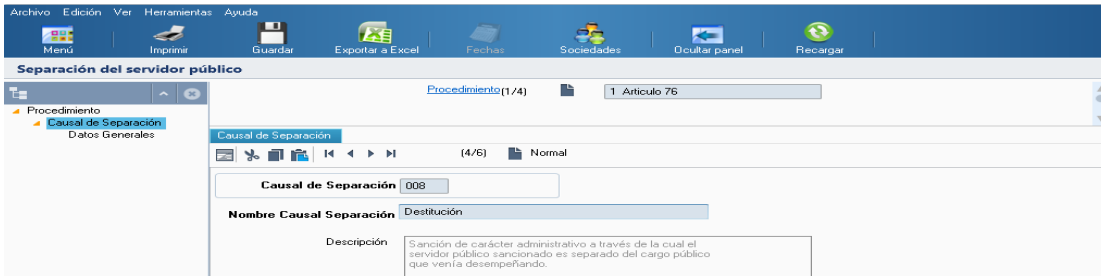 Archivo Edición Ver Herramientas Ayuda
Menú Imprimir Guardar Exportar a Excel Fechas Sociedades Ocultar panel Recargar
Separación del servidor público
Procedimiento (1/4) 1 Articulo 76
Procedimiento
Causal de Separación
Datos Generales
Causal de Separación
(4/6) Normal
Causal de Separación 008
Nombre Causal Separación Destitución
Descripción Sanción de carácter administrativo a través de la cual el
servidor público sancionado es separado del cargo público
que venía desempeñando.